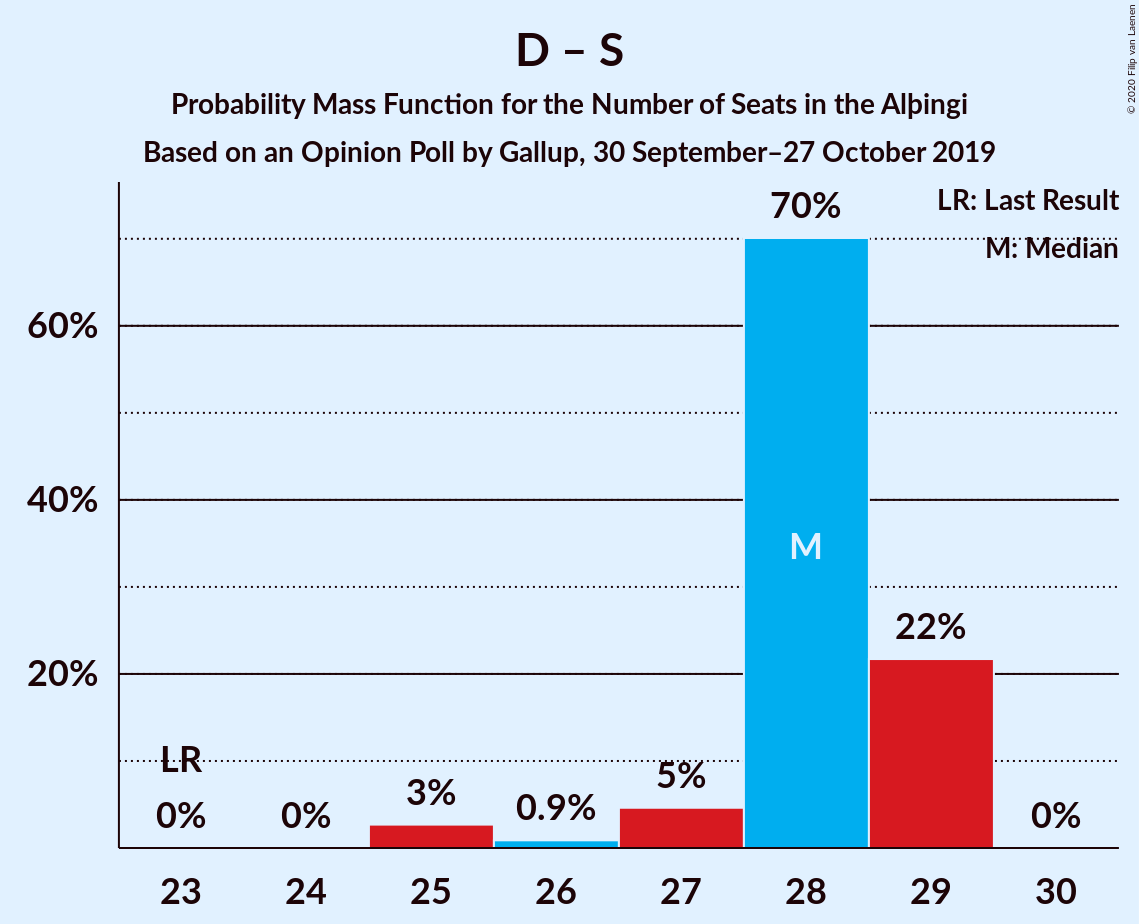 D – S
Probability Mass Function for the Number of Seats in the Alþingi
Based on an Opinion Poll by Gallup, 30 September–27 October 2019
© 2020 Filip van Laenen
LR: Last Result
M: Median
70%
60%
40%
M
22%
20%
LR
5%
3%
0.9%
0%
0%
0%
23 24 25 26 27 28 29 30